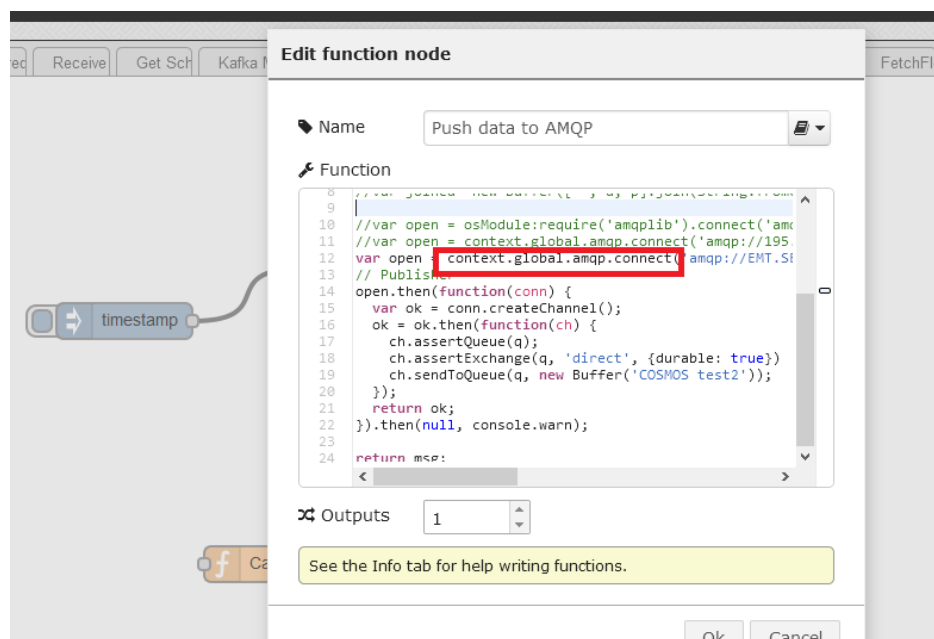 Receive
Get Sch
Kafka
FetchFl
Edit function node
Name
Push data to AMQP
Function
8
9
10 //var open = osModule:require('amqplib').connect('am
11 //var open = context.global.amqp.connect('amqp://195.
12 var open = context.global.amqp.connect('amqp://EMT.SE
13 // Publisher
14 open.then(function(conn) {
15 var ok = conn.createChannel();
16 ok = ok.then(function(ch) {
17 ch.assertQueue(q);
18 ch.assertExchange(q, 'direct', {durable: true})
19 ch.sendToQueue(q, new Buffer('COSMOS test2'));
20 });
21 return ok;
22 }).then(null, console.warn);
23
24 return msg;
timestamp
Outputs
1
f Ca
See the Info tab for help writing functions.
Ok
Cancel